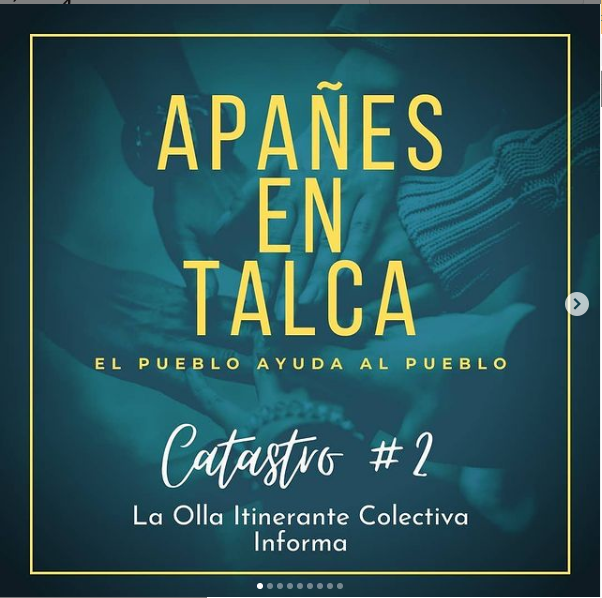 APAÑES
EN
TALCA
EL PUEBLO AYUDA AL PUEBLO
Catastro #2
La Olla Itinerante Colectiva
Informa